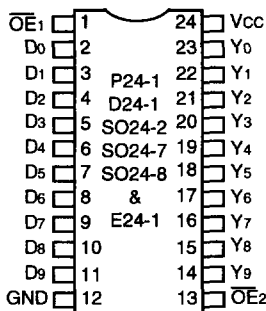 OE1 1 24 Vcc
D0 2 23 Y0
D1 3 P24-1 22 Y1
D2 4 D24-1 21 Y2
D3 5 SO24-2 20 Y3
D4 6 SO24-7 19 Y4
D5 7 SO24-8 18 Y5
D6 8 & 17 Y6
D7 9 E24-1 16 Y7
D8 10 15 Y8
D9 11 14 Y9
GND 12 13 OE2